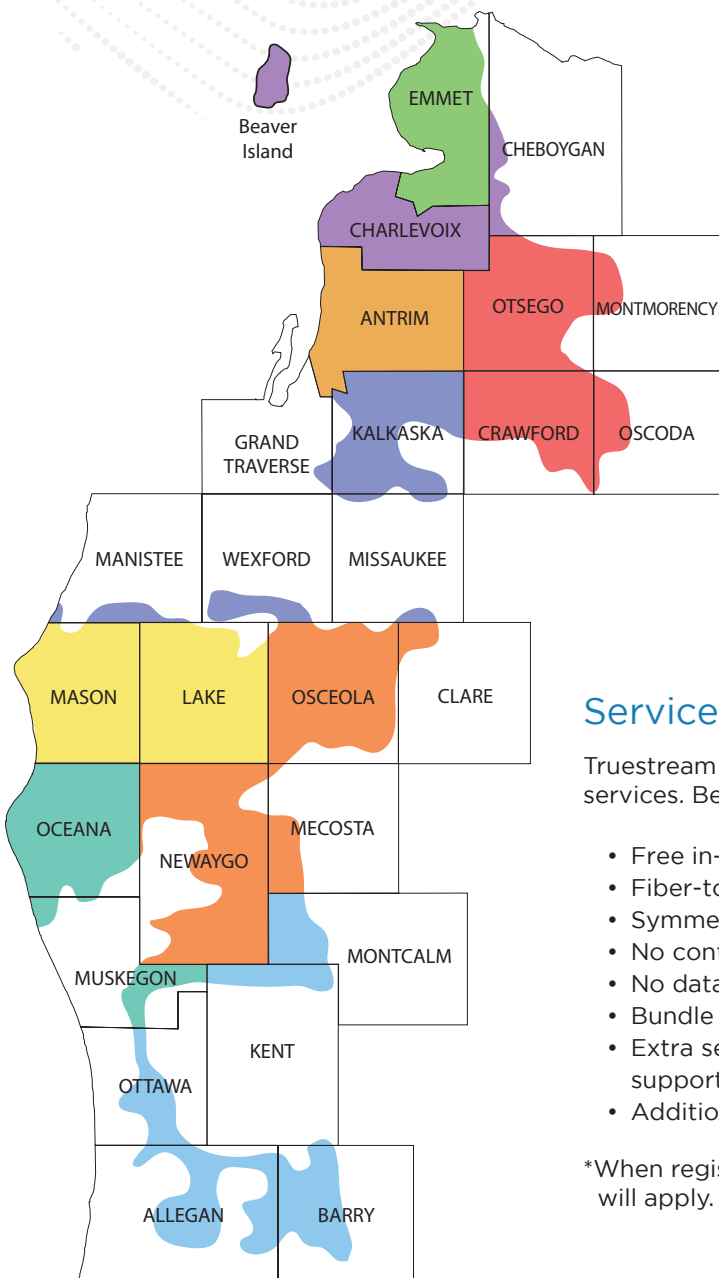 EMMET
Beaver
Island
CHEBOYGAN
CHARLEVOIX
OTSEGO
MONTMORENCY
ANTRIM
GRAND
TRAVERSE
KALKASKA
CRAWFORD
OSCODA
MANISTEE
WEXFORD
MISSAUKEE
MASON
LAKE
OSCEOLA
CLARE
OCEANA
NEWAYGO
MECOSTA
MUSKEGON
MONTCALM
KENT
OTTAWA
ALLEGAN
BARRY
Service
Truestream
services. Be
• Free in-
• Fiber-to
• Symme
• No cont
• No data
• Bundle
• Extra se
support
• Additio
*When regis
will apply.